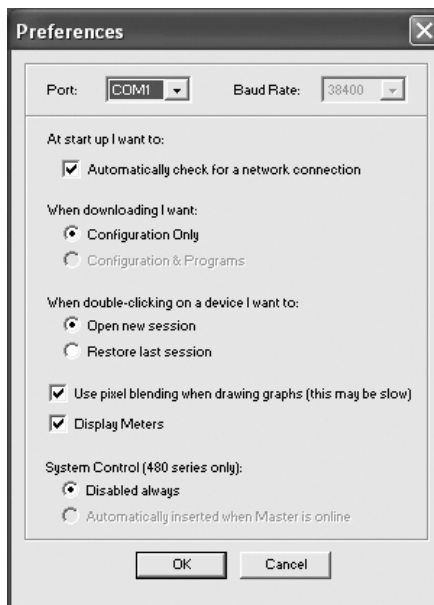 Preferences
Port: COM1 Baud Rate: 38400
At start up I want to:
Automatically check for a network connection
When downloading I want:
Configuration Only
Configuration & Programs
When double-clicking on a device I want to:
Open new session
Restore last session
Use pixel blending when drawing graphs (this may be slow)
Display Meters
System Control (480 series only):
Disabled always
Automatically inserted when Master is online
OK Cancel